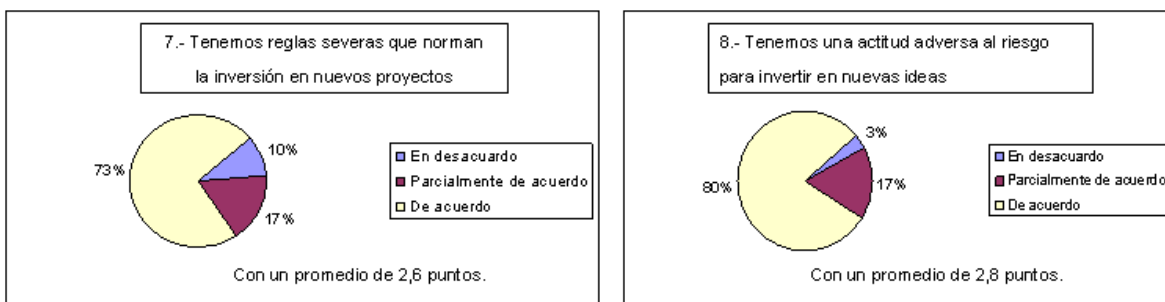 7.- Tenemos reglas severas que norman
la inversión en nuevos proyectos
73%
10%
17%
En desacuardo
Parcialmente de acuerdo
De acuerdo
Con un promedio de 2,6 puntos.
8.- Tenemos una actitud adversa al riesgo
para invertir en nuevas ideas
3%
80%
17%
En desacuardo
Parcialmente de acuerdo
De acuerdo
Con un promedio de 2,8 puntos.